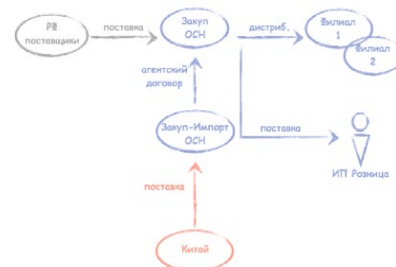 РФ
поставщики
поставка
Закуп
ОСН
дистриб.
Филиал
1
Филиал
2
агентский
договор
Закуп-Импорт
ОСН
поставка
ИП Розница
поставка
Китай